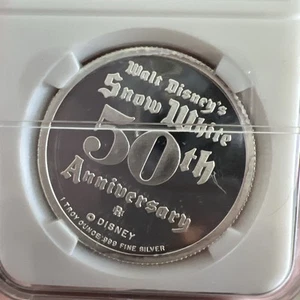 Walt Disney's
Snow White
50th
Anniversary
© DISNEY
1 TROY OUNCE .999 FINE SILVER